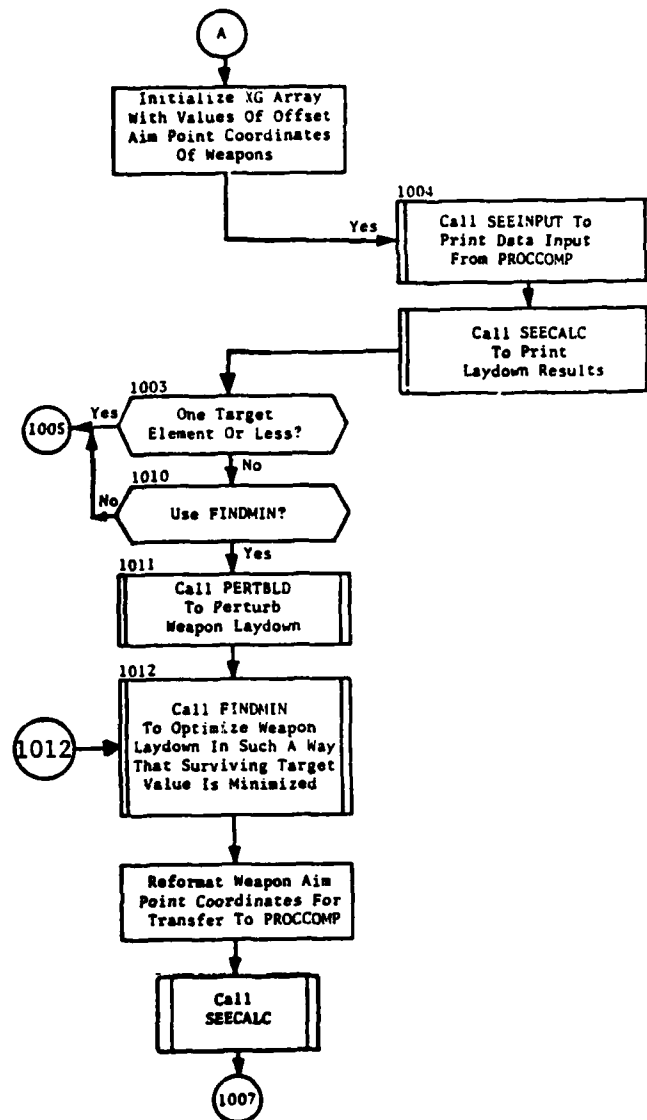 A
Initialize XG Array
With Values Of Offset
Aim Point Coordinates
Of Weapons
1004
Yes
Call SEEINPUT To
Print Data Input
From PROCCOMP
Call SEECALC
To Print
Laydown Results
1003
One Target
Element Or Less?
Yes
1005
No
1010
Use FINDMIN?
No
Yes
1011
Call PERTBLD
To Perturb
Weapon Laydown
1012
Call FINDMIN
To Optimize Weapon
Laydown In Such A Way
That Surviving Target
Value Is Minimized
1012
Reformat Weapon Aim
Point Coordinates For
Transfer To PROCCOMP
Call
SEECALC
1007